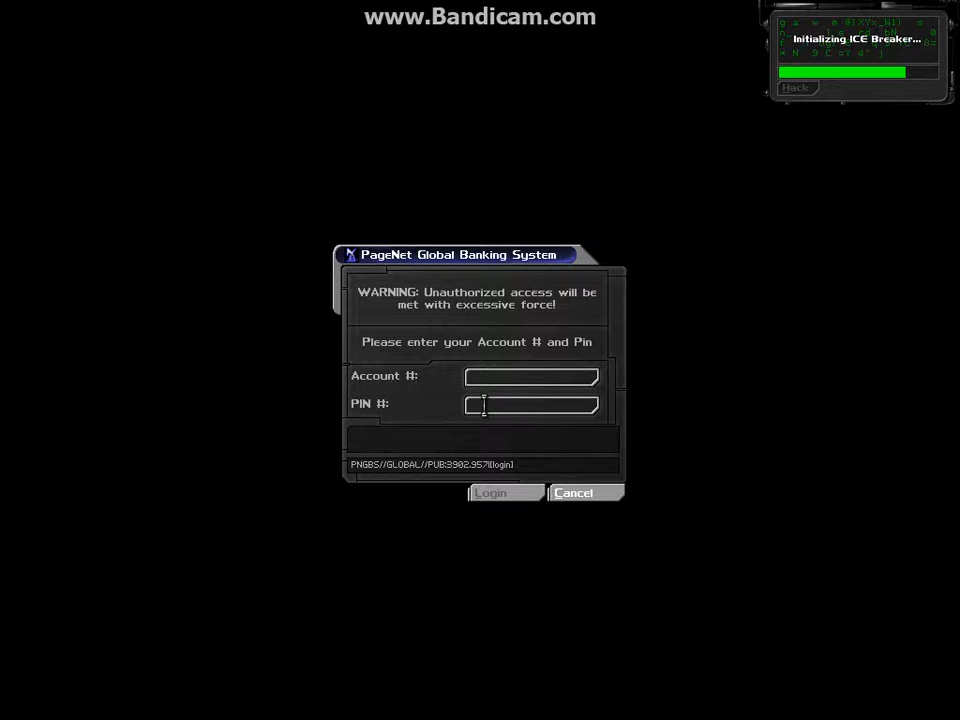 www.Bandicam.com
Initializing ICE Breaker...
Hack
PageNet Global Banking System
WARNING: Unauthorized access will be
met with excessive force!
Please enter your Account # and Pin
Account #:
PIN #:
PNGBS//GLOBAL//PUB:3902.957[login]
Login
Cancel